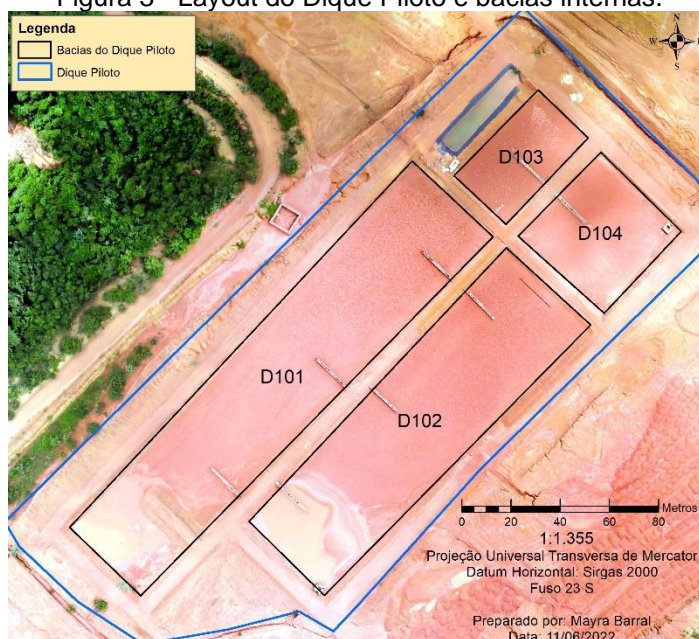 Figura 3 - Layout do Dique Piloto e bacias internas.
Legenda
Bacias do Dique Piloto
Dique Piloto
N
W
S
D103
D104
D101
D102
Metros
0 20 40 60 80
1:1.355
Projeção Universal Transversa de Mercator
Datum Horizontal: Sirgas 2000
Fuso 23 S
Preparado por: Mayra Barral
Data: 11/06/2022